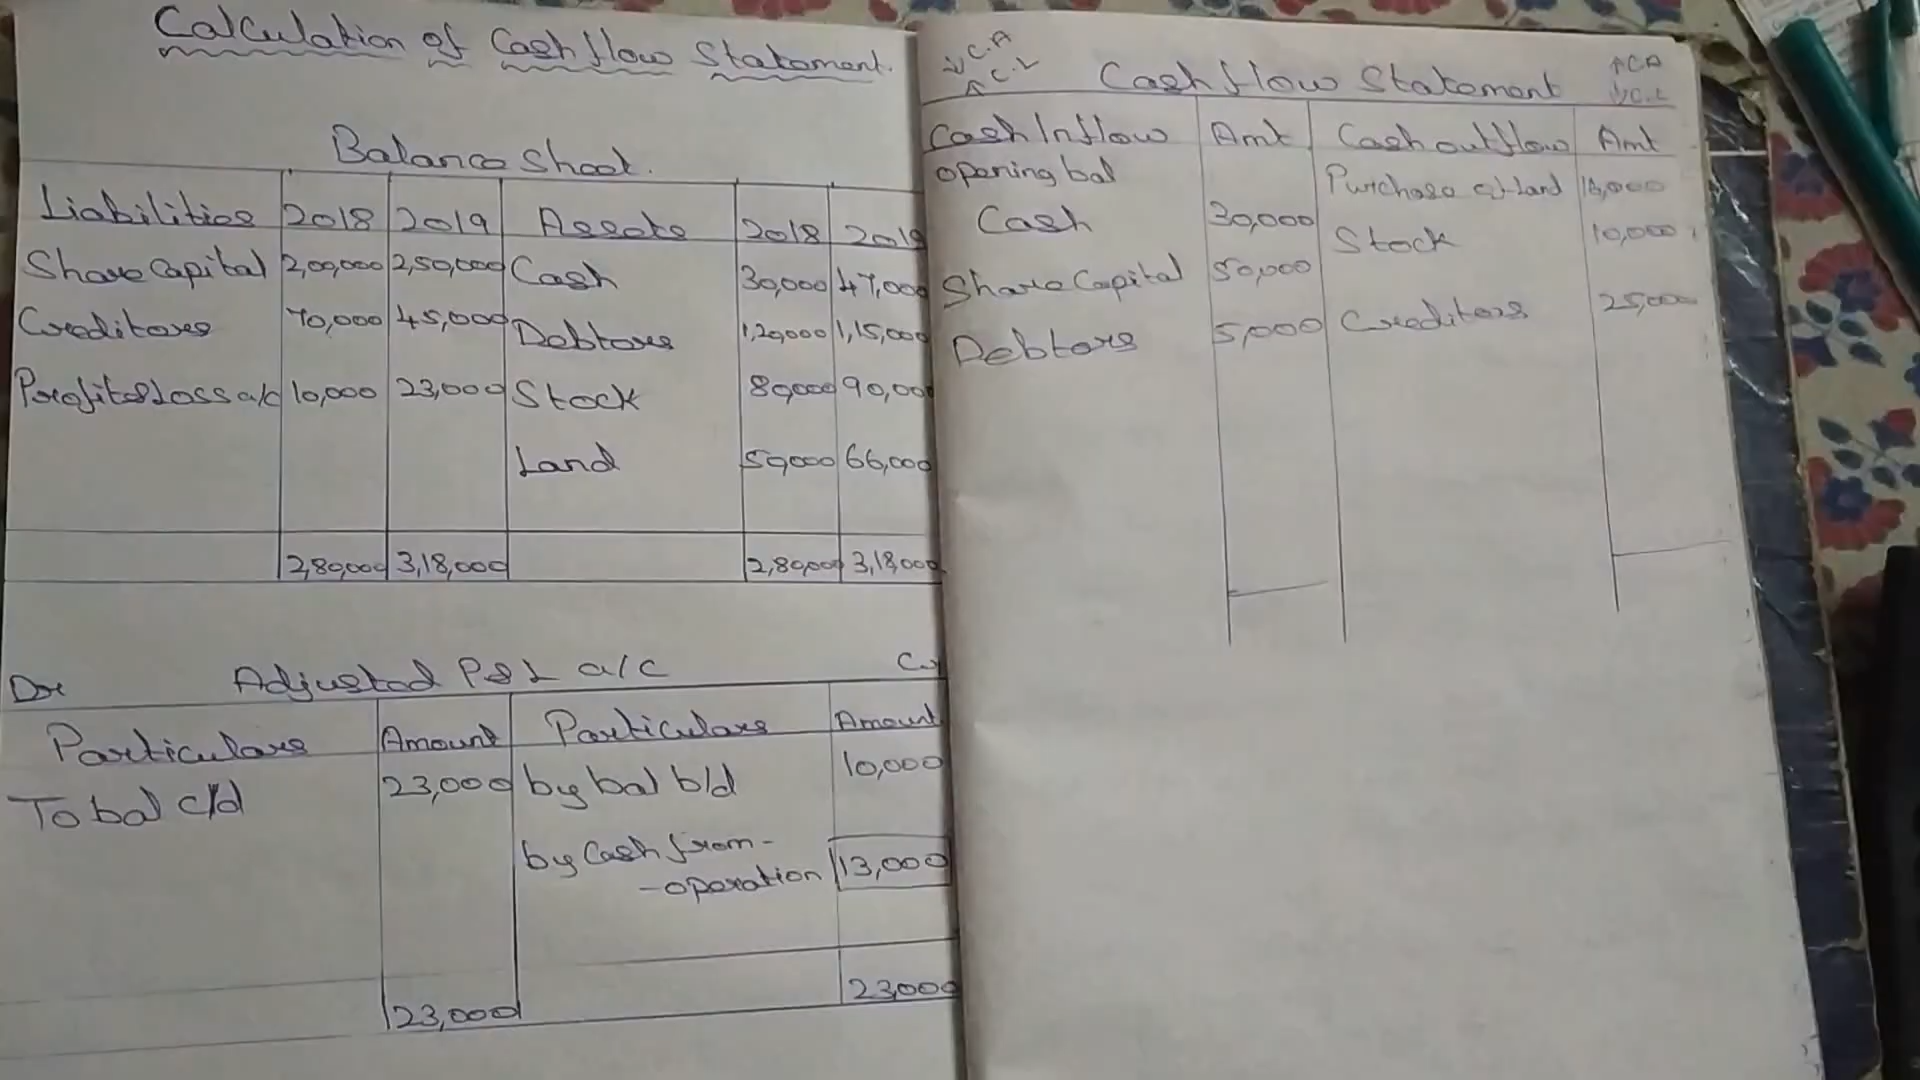 Calculation of Cash flow Statement.
Balance Sheet.
Liabilities 2018 2019 Assets 2018 2019
Share Capital 2,00,000 2,50,000 Cash 30,000 47,000
Creditors 70,000 45,000 Debtors 1,20,000 1,15,000
Profit & Loss a/c 10,000 23,000 Stock 80,000 90,000
Land 50,000 66,000
2,80,000 3,18,000 2,80,000 3,18,000
Dr Adjusted P & L a/c
Particulars Amount Particulars Amount
To bal c/d 23,000 by bal b/d 10,000
by Cash from-
-operation 13,000
23,000 23,000
↓ C.A
↑ C.L
Cash flow Statement
↑ C.A
↓ C.L
Cash Inflow Amt Cash outflow Amt
opening bal Purchase of Land 16,000
Cash 30,000 Stock 10,000
Share Capital 50,000 Creditors 25,000
Debtors 5,000